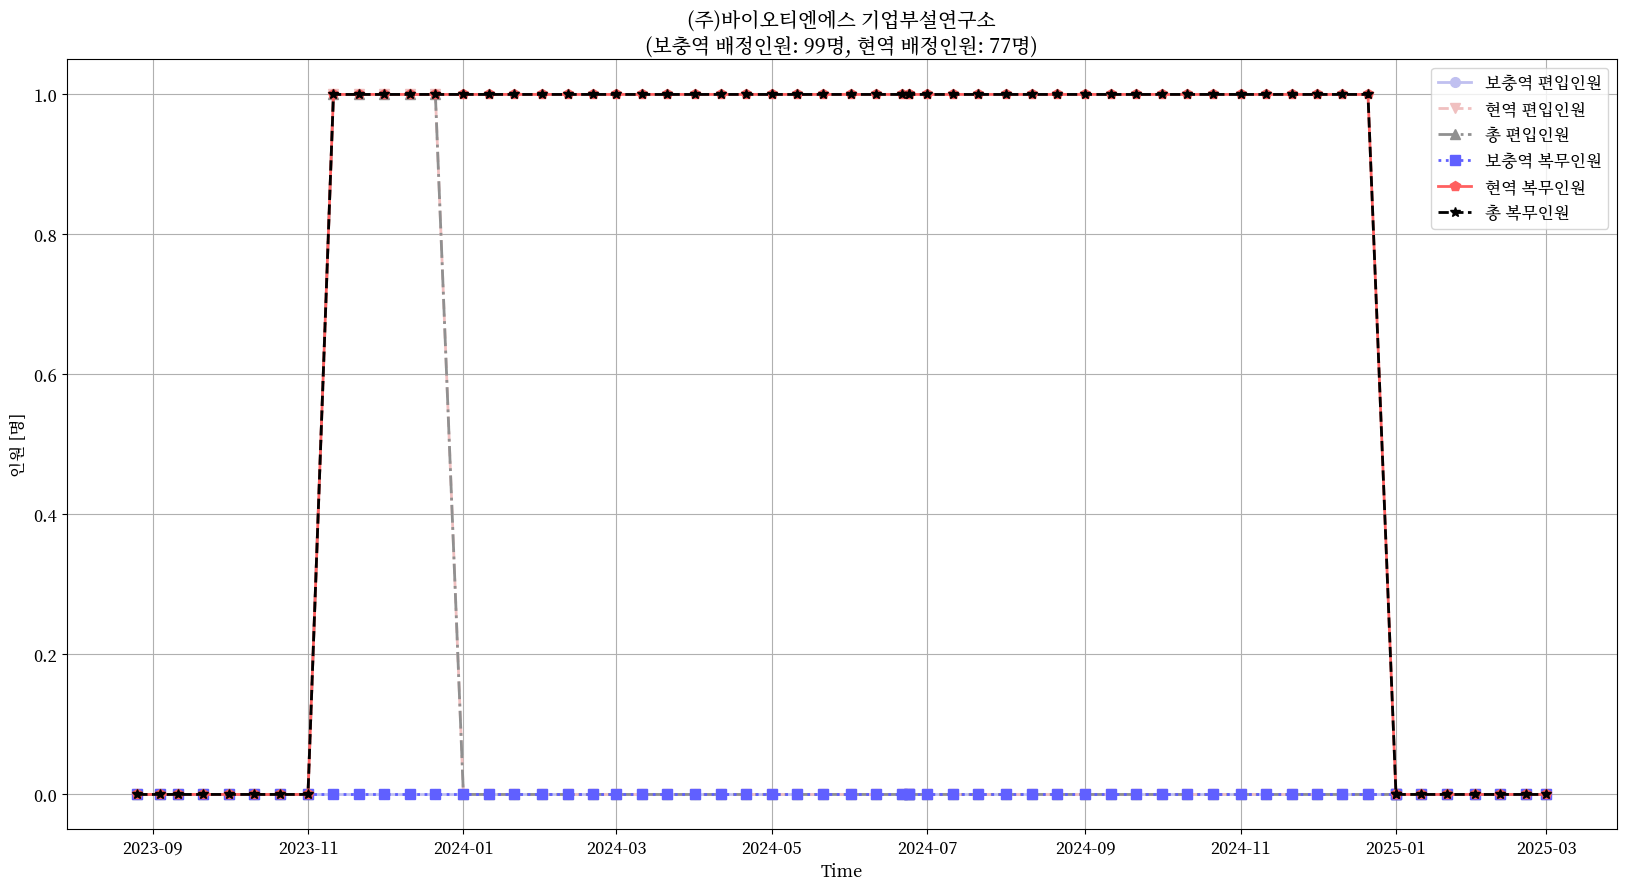 (주)바이오티엔에스 기업부설연구소
(보충역 배정인원: 99명, 현역 배정인원: 77명)
보충역 편입인원
현역 편입인원
총 편입인원
보충역 복무인원
현역 복무인원
총 복무인원
인원 [명]
1.0
0.8
0.6
0.4
0.2
0.0
2023-09 2023-11 2024-01 2024-03 2024-05 2024-07 2024-09 2024-11 2025-01 2025-03
Time